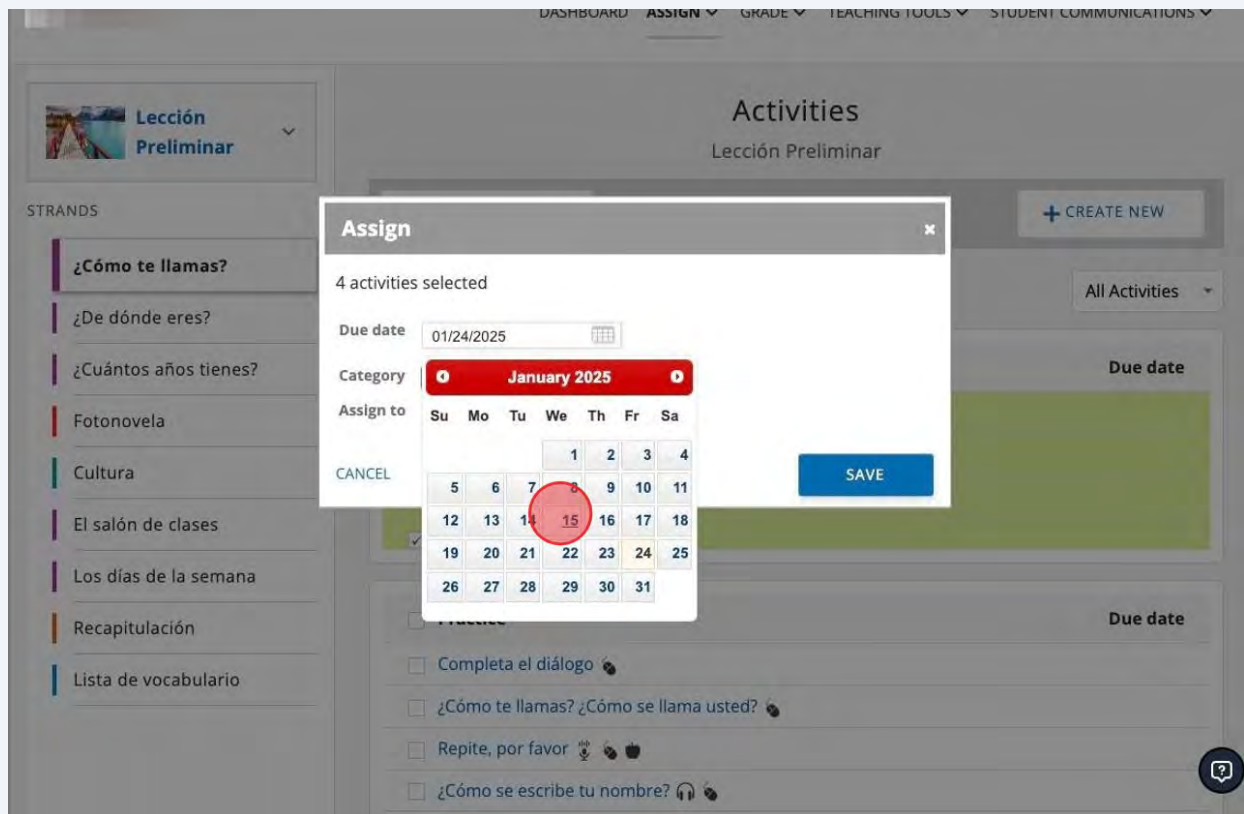 DASHBOARD ASSIGN GRADE TEACHING TOOLS STUDENT COMMUNICATIONS
Lección
Preliminar
STRANDS
¿Cómo te llamas?
¿De dónde eres?
¿Cuántos años tienes?
Fotonovela
Cultura
El salón de clases
Los días de la semana
Recapitulación
Lista de vocabulario
Activities
Lección Preliminar
+ CREATE NEW
All Activities
Due date
Assign
4 activities selected
Due date 01/24/2025
Category
Assign to
January 2025
Su Mo Tu We Th Fr Sa
1 2 3 4
5 6 7 8 9 10 11
12 13 14 15 16 17 18
19 20 21 22 23 24 25
26 27 28 29 30 31
CANCEL
SAVE
Practice Due date
Completa el diálogo
¿Cómo te llamas? ¿Cómo se llama usted?
Repite, por favor
¿Cómo se escribe tu nombre?